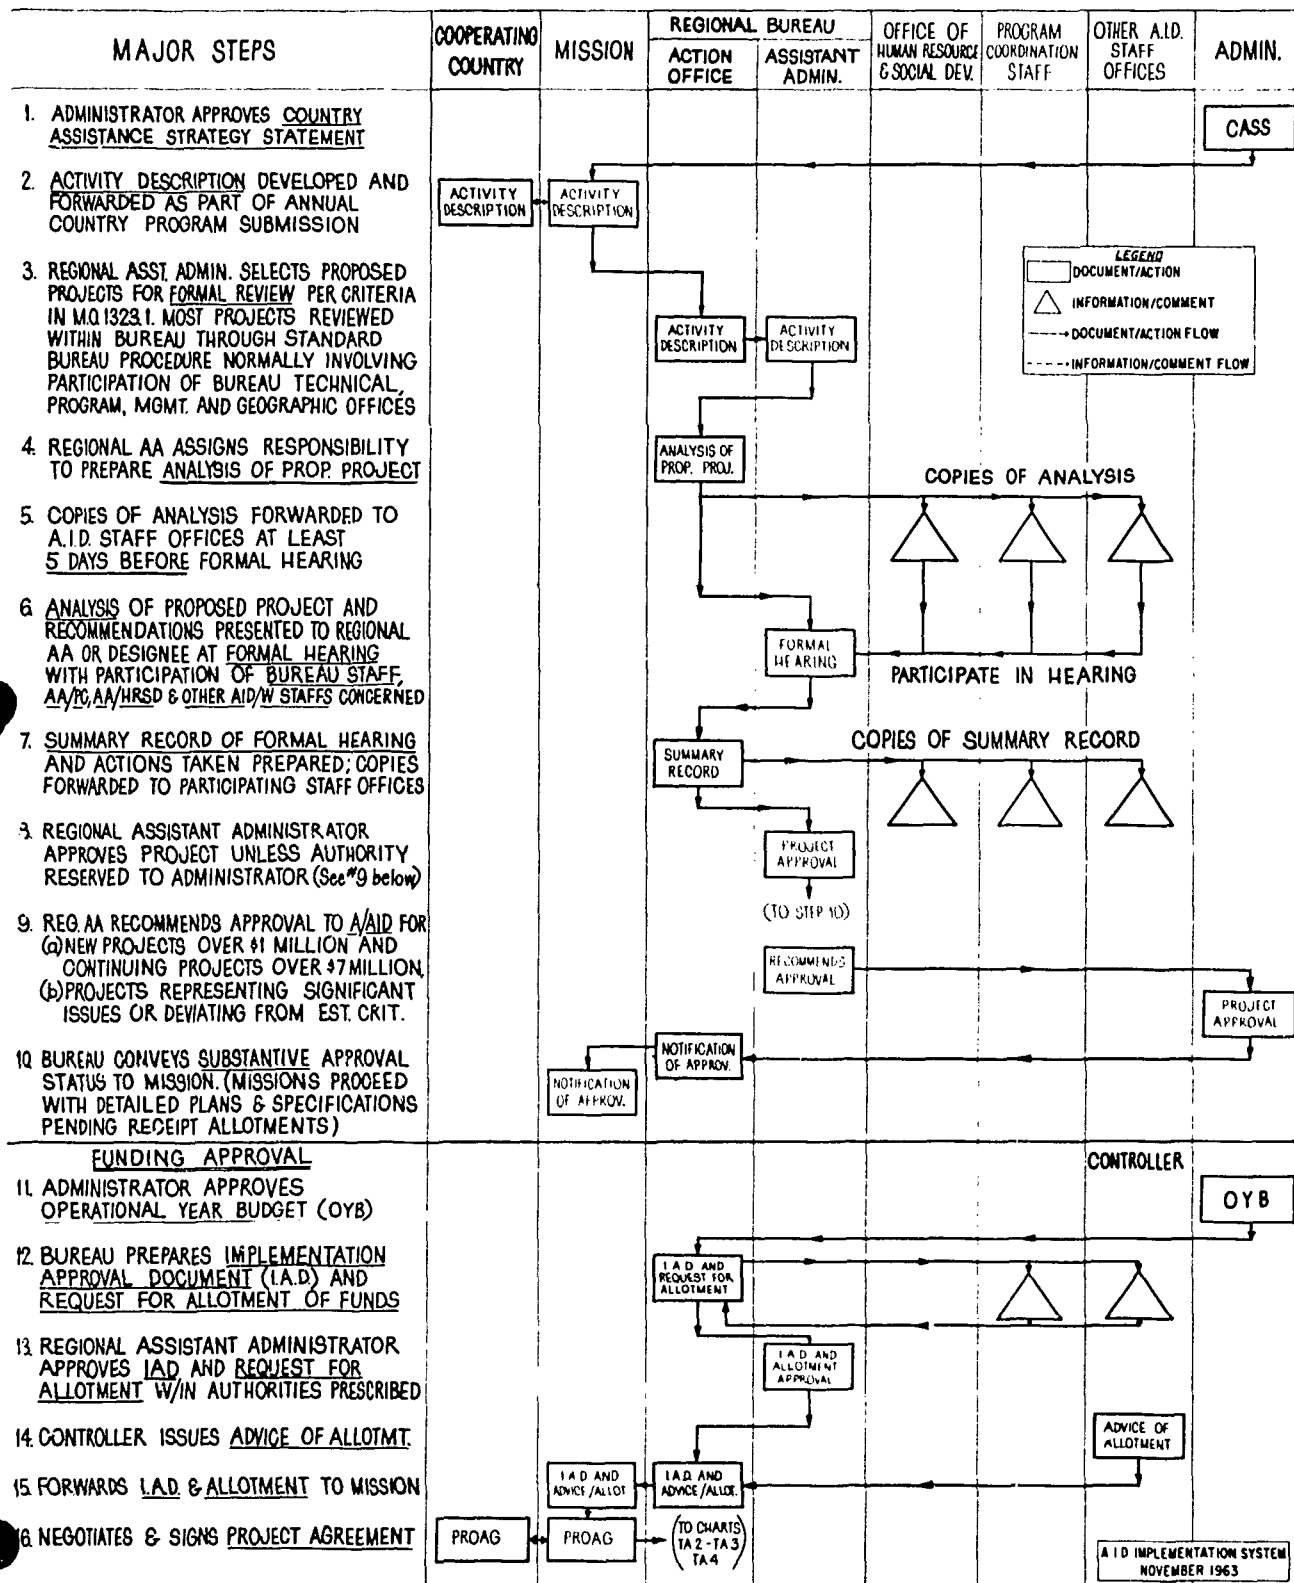 MAJOR STEPS
COOPERATING
COUNTRY
MISSION
REGIONAL BUREAU
ACTION
OFFICE
ASSISTANT
ADMIN.
OFFICE OF
HUMAN RESOURCE
& SOCIAL DEV.
PROGRAM
COORDINATION
STAFF
OTHER A.I.D.
STAFF
OFFICES
ADMIN.
1. ADMINISTRATOR APPROVES COUNTRY
ASSISTANCE STRATEGY STATEMENT
CASS
2. ACTIVITY DESCRIPTION DEVELOPED AND
FORWARDED AS PART OF ANNUAL
COUNTRY PROGRAM SUBMISSION
ACTIVITY
DESCRIPTION
ACTIVITY
DESCRIPTION
LEGEND
DOCUMENT/ACTION
INFORMATION/COMMENT
DOCUMENT/ACTION FLOW
INFORMATION/COMMENT FLOW
3. REGIONAL ASST. ADMIN. SELECTS PROPOSED
PROJECTS FOR FORMAL REVIEW PER CRITERIA
IN M.O. 1323.1. MOST PROJECTS REVIEWED
WITHIN BUREAU THROUGH STANDARD
BUREAU PROCEDURE NORMALLY INVOLVING
PARTICIPATION OF BUREAU TECHNICAL,
PROGRAM, MGMT. AND GEOGRAPHIC OFFICES
ACTIVITY
DESCRIPTION
ACTIVITY
DESCRIPTION
4. REGIONAL AA ASSIGNS RESPONSIBILITY
TO PREPARE ANALYSIS OF PROP. PROJECT
ANALYSIS OF
PROP. PROJ.
COPIES OF ANALYSIS
5. COPIES OF ANALYSIS FORWARDED TO
A.I.D. STAFF OFFICES AT LEAST
5 DAYS BEFORE FORMAL HEARING
6. ANALYSIS OF PROPOSED PROJECT AND
RECOMMENDATIONS PRESENTED TO REGIONAL
AA OR DESIGNEE AT FORMAL HEARING
WITH PARTICIPATION OF BUREAU STAFF,
AA/PC, AA/HRSD & OTHER AID/W STAFFS CONCERNED
FORMAL
HEARING
PARTICIPATE IN HEARING
7. SUMMARY RECORD OF FORMAL HEARING
AND ACTIONS TAKEN PREPARED; COPIES
FORWARDED TO PARTICIPATING STAFF OFFICES
SUMMARY
RECORD
COPIES OF SUMMARY RECORD
8. REGIONAL ASSISTANT ADMINISTRATOR
APPROVES PROJECT UNLESS AUTHORITY
RESERVED TO ADMINISTRATOR (See #9 below)
PROJECT
APPROVAL
(TO STEP 10)
9. REG. AA RECOMMENDS APPROVAL TO A/AID FOR
(a) NEW PROJECTS OVER $1 MILLION AND
CONTINUING PROJECTS OVER $7 MILLION,
(b) PROJECTS REPRESENTING SIGNIFICANT
ISSUES OR DEVIATING FROM EST. CRIT.
RECOMMENDS
APPROVAL
PROJECT
APPROVAL
10. BUREAU CONVEYS SUBSTANTIVE APPROVAL
STATUS TO MISSION. (MISSIONS PROCEED
WITH DETAILED PLANS & SPECIFICATIONS
PENDING RECEIPT ALLOTMENTS)
NOTIFICATION
OF APPROV.
NOTIFICATION
OF APPROV.
FUNDING APPROVAL
CONTROLLER
11. ADMINISTRATOR APPROVES
OPERATIONAL YEAR BUDGET (OYB)
OYB
12. BUREAU PREPARES IMPLEMENTATION
APPROVAL DOCUMENT (I.A.D.) AND
REQUEST FOR ALLOTMENT OF FUNDS
I A D AND
REQUEST FOR
ALLOTMENT
13. REGIONAL ASSISTANT ADMINISTRATOR
APPROVES IAD AND REQUEST FOR
ALLOTMENT W/IN AUTHORITIES PRESCRIBED
I A D AND
ALLOTMENT
APPROVAL
14. CONTROLLER ISSUES ADVICE OF ALLOTMT.
ADVICE OF
ALLOTMENT
15. FORWARDS I.A.D. & ALLOTMENT TO MISSION
I A D AND
ADVICE/ALLOT
I.A.D. AND
ADVICE/ALLOT.
16. NEGOTIATES & SIGNS PROJECT AGREEMENT
PROAG
PROAG
(TO CHARTS
TA 2 - TA 3
TA 4)
A I D IMPLEMENTATION SYSTEM
NOVEMBER 1963